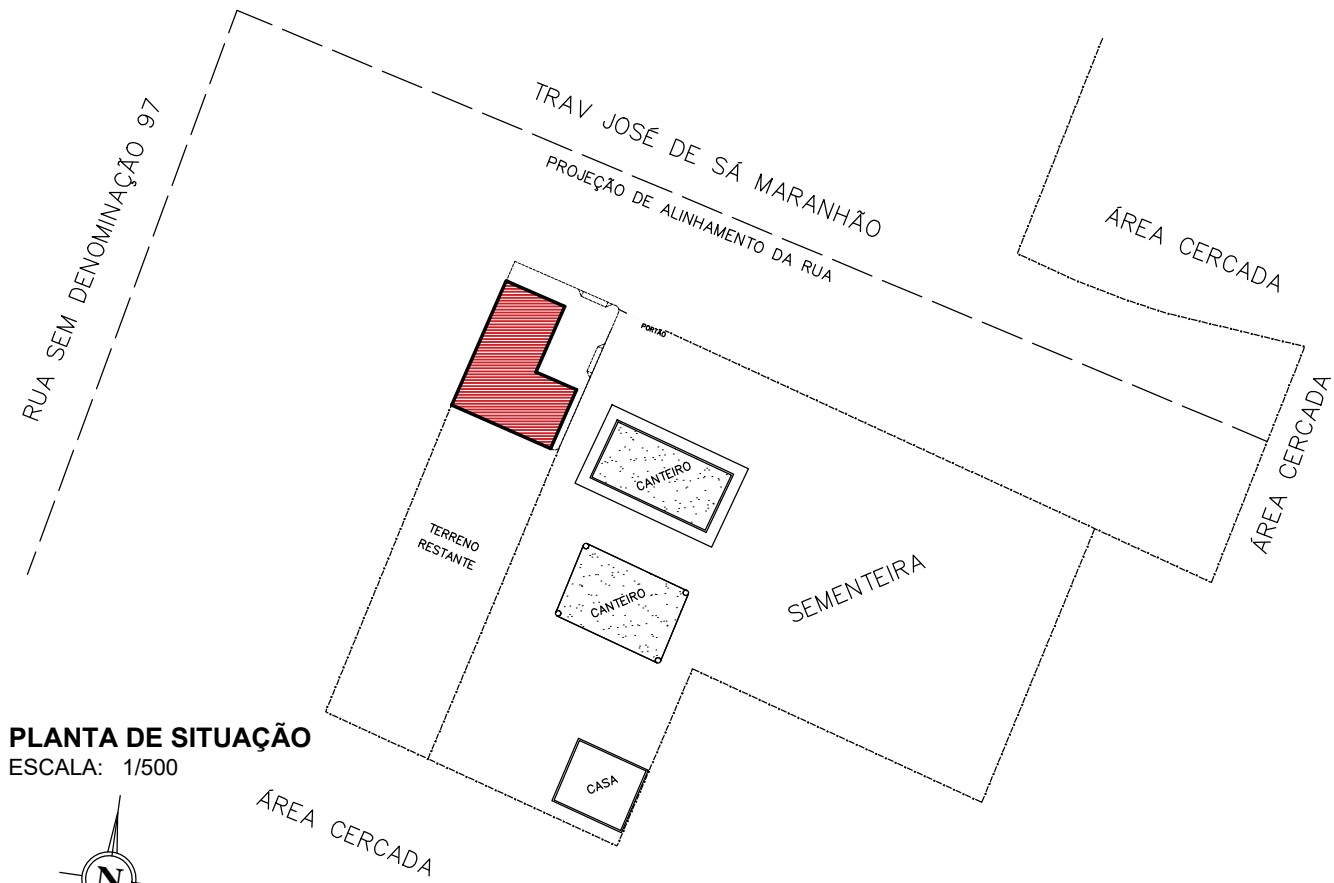 RUA SEM DENOMINAÇÃO 97
TRAV JOSÉ DE SÁ MARANHÃO
PROJEÇÃO DE ALINHAMENTO DA RUA
ÁREA CERCADA
ÁREA CERCADA
PORTÃO
CANTEIRO
TERRENO
RESTANTE
CANTEIRO
SEMENTEIRA
CASA
PLANTA DE SITUAÇÃO
ESCALA: 1/500
ÁREA CERCADA
N